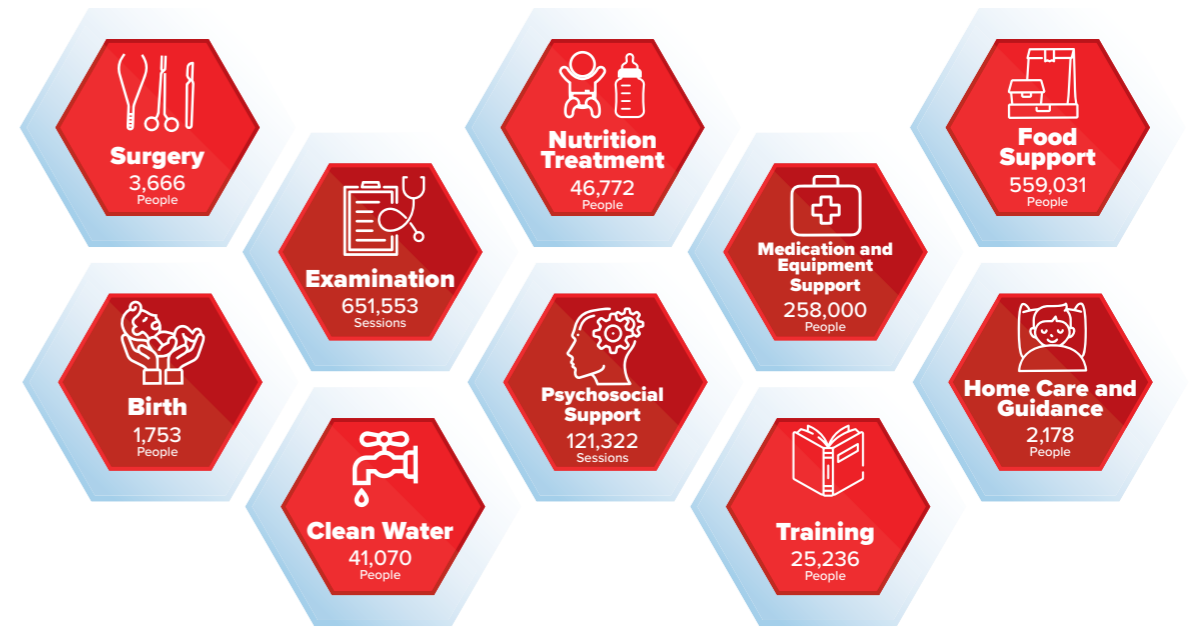 Surgery
3,666
People
Nutrition
Treatment
46,772
People
Food
Support
559,031
People
Examination
651,553
Sessions
Medication and
Equipment
Support
258,000
People
Birth
1,753
People
Psychosocial
Support
121,322
Sessions
Home Care and
Guidance
2,178
People
Clean Water
41,070
People
Training
25,236
People